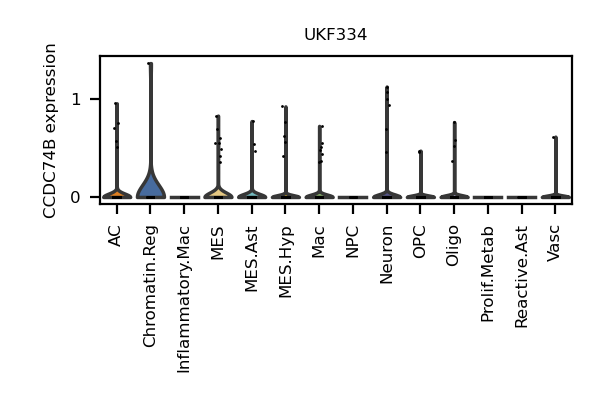 UKF334
CCDC74B expression
1
0
AC
Chromatin.Reg
Inflammatory.Mac
MES
MES.Ast
MES.Hyp
Mac
NPC
Neuron
OPC
Oligo
Prolif.Metab
Reactive.Ast
Vasc